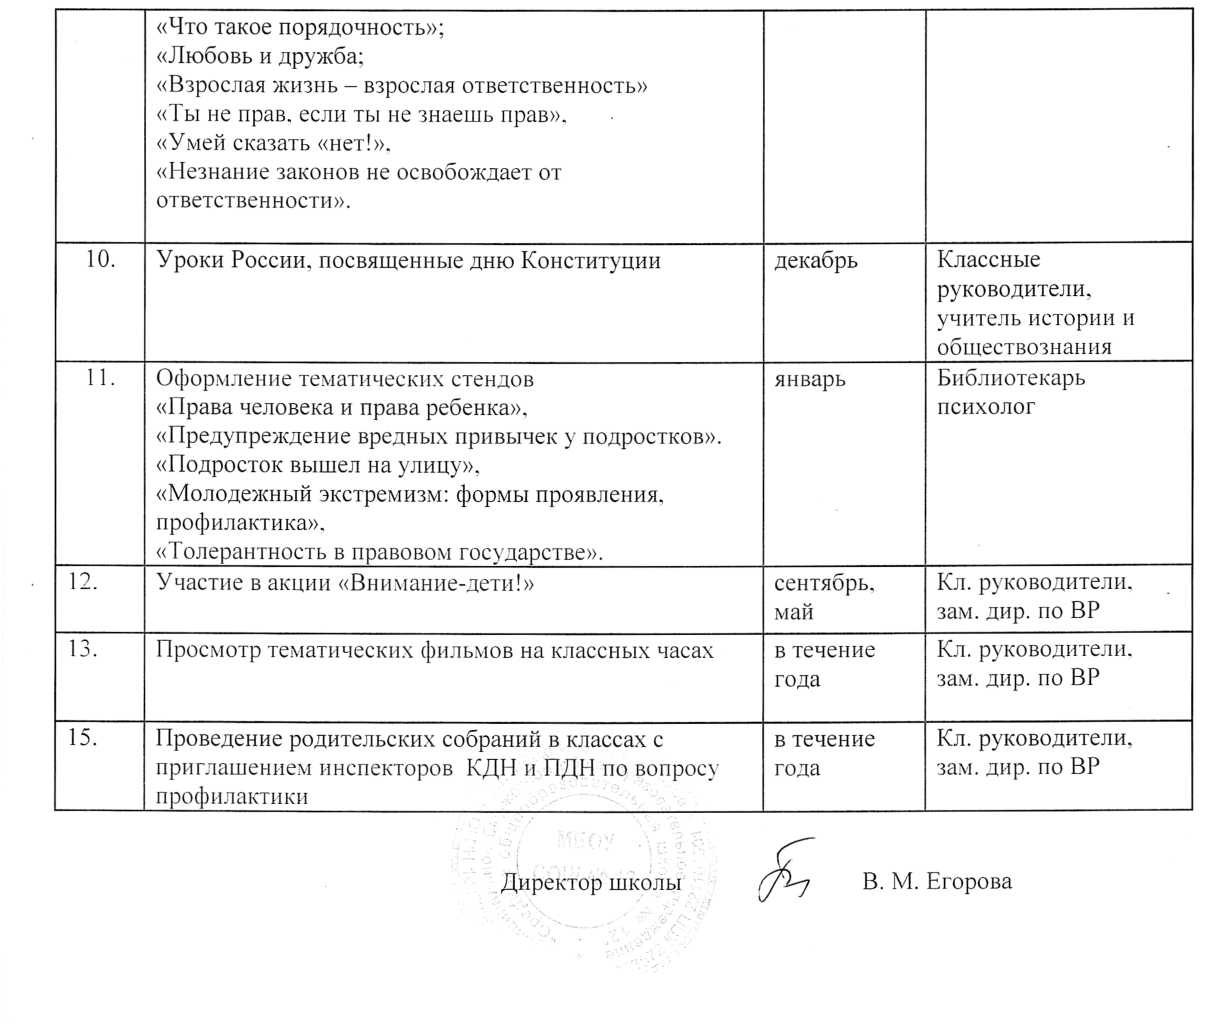 «Что такое порядочность»;
«Любовь и дружба;
«Взрослая жизнь – взрослая ответственность»
«Ты не прав, если ты не знаешь прав»,
«Умей сказать «нет!»,
«Незнание законов не освобождает от
ответственности».
10. Уроки России, посвященные дню Конституции декабрь Классные
руководители,
учитель истории и
обществознания
11. Оформление тематических стендов январь Библиотекарь
«Права человека и права ребенка», психолог
«Предупреждение вредных привычек у подростков».
«Подросток вышел на улицу»,
«Молодежный экстремизм: формы проявления,
профилактика»,
«Толерантность в правовом государстве».
12. Участие в акции «Внимание-дети!» сентябрь, Кл. руководители,
май зам. дир. по ВР
13. Просмотр тематических фильмов на классных часах в течение Кл. руководители,
года зам. дир. по ВР
15. Проведение родительских собраний в классах с в течение Кл. руководители,
приглашением инспекторов КДН и ПДН по вопросу года зам. дир. по ВР
профилактики
МБОУ
Директор школы В. М. Егорова